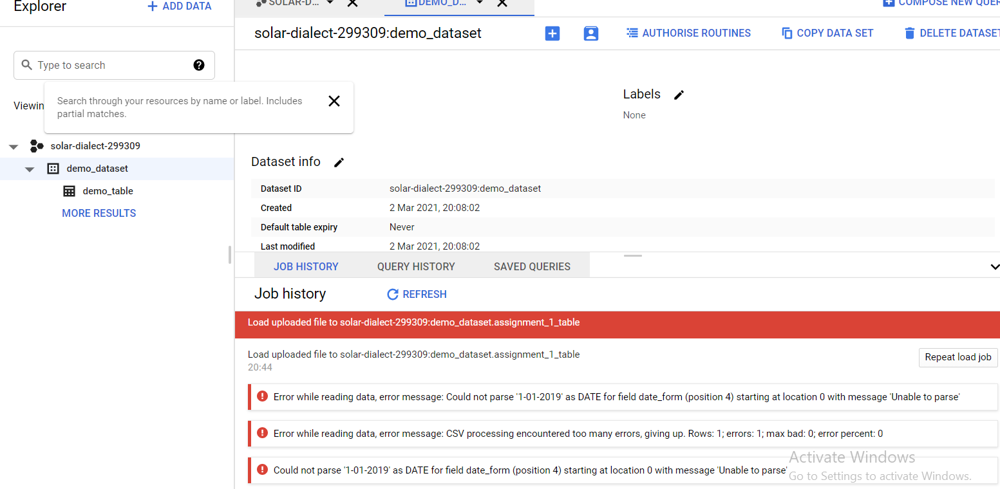 Explorer
ADD DATA
SOLAR-D...
DEMO_D...
COMPOSE NEW QUER
solar-dialect-299309:demo_dataset
AUTHORISE ROUTINES
COPY DATA SET
DELETE DATASET
Type to search
Viewin
Search through your resources by name or label. Includes
partial matches.
Labels
None
solar-dialect-299309
demo_dataset
demo_table
MORE RESULTS
Dataset info
Dataset ID solar-dialect-299309:demo_dataset
Created 2 Mar 2021, 20:08:02
Default table expiry Never
Last modified 2 Mar 2021, 20:08:02
JOB HISTORY QUERY HISTORY SAVED QUERIES
Job history REFRESH
Load uploaded file to solar-dialect-299309:demo_dataset.assignment_1_table
Load uploaded file to solar-dialect-299309:demo_dataset.assignment_1_table
Repeat load job
20:44
Error while reading data, error message: Could not parse '1-01-2019' as DATE for field date_form (position 4) starting at location 0 with message 'Unable to parse'
Error while reading data, error message: CSV processing encountered too many errors, giving up. Rows: 1; errors: 1; max bad: 0; error percent: 0
Could not parse '1-01-2019' as DATE for field date_form (position 4) starting at location 0 with message 'Unable to parse'
Activate Windows
Go to Settings to activate Windows.